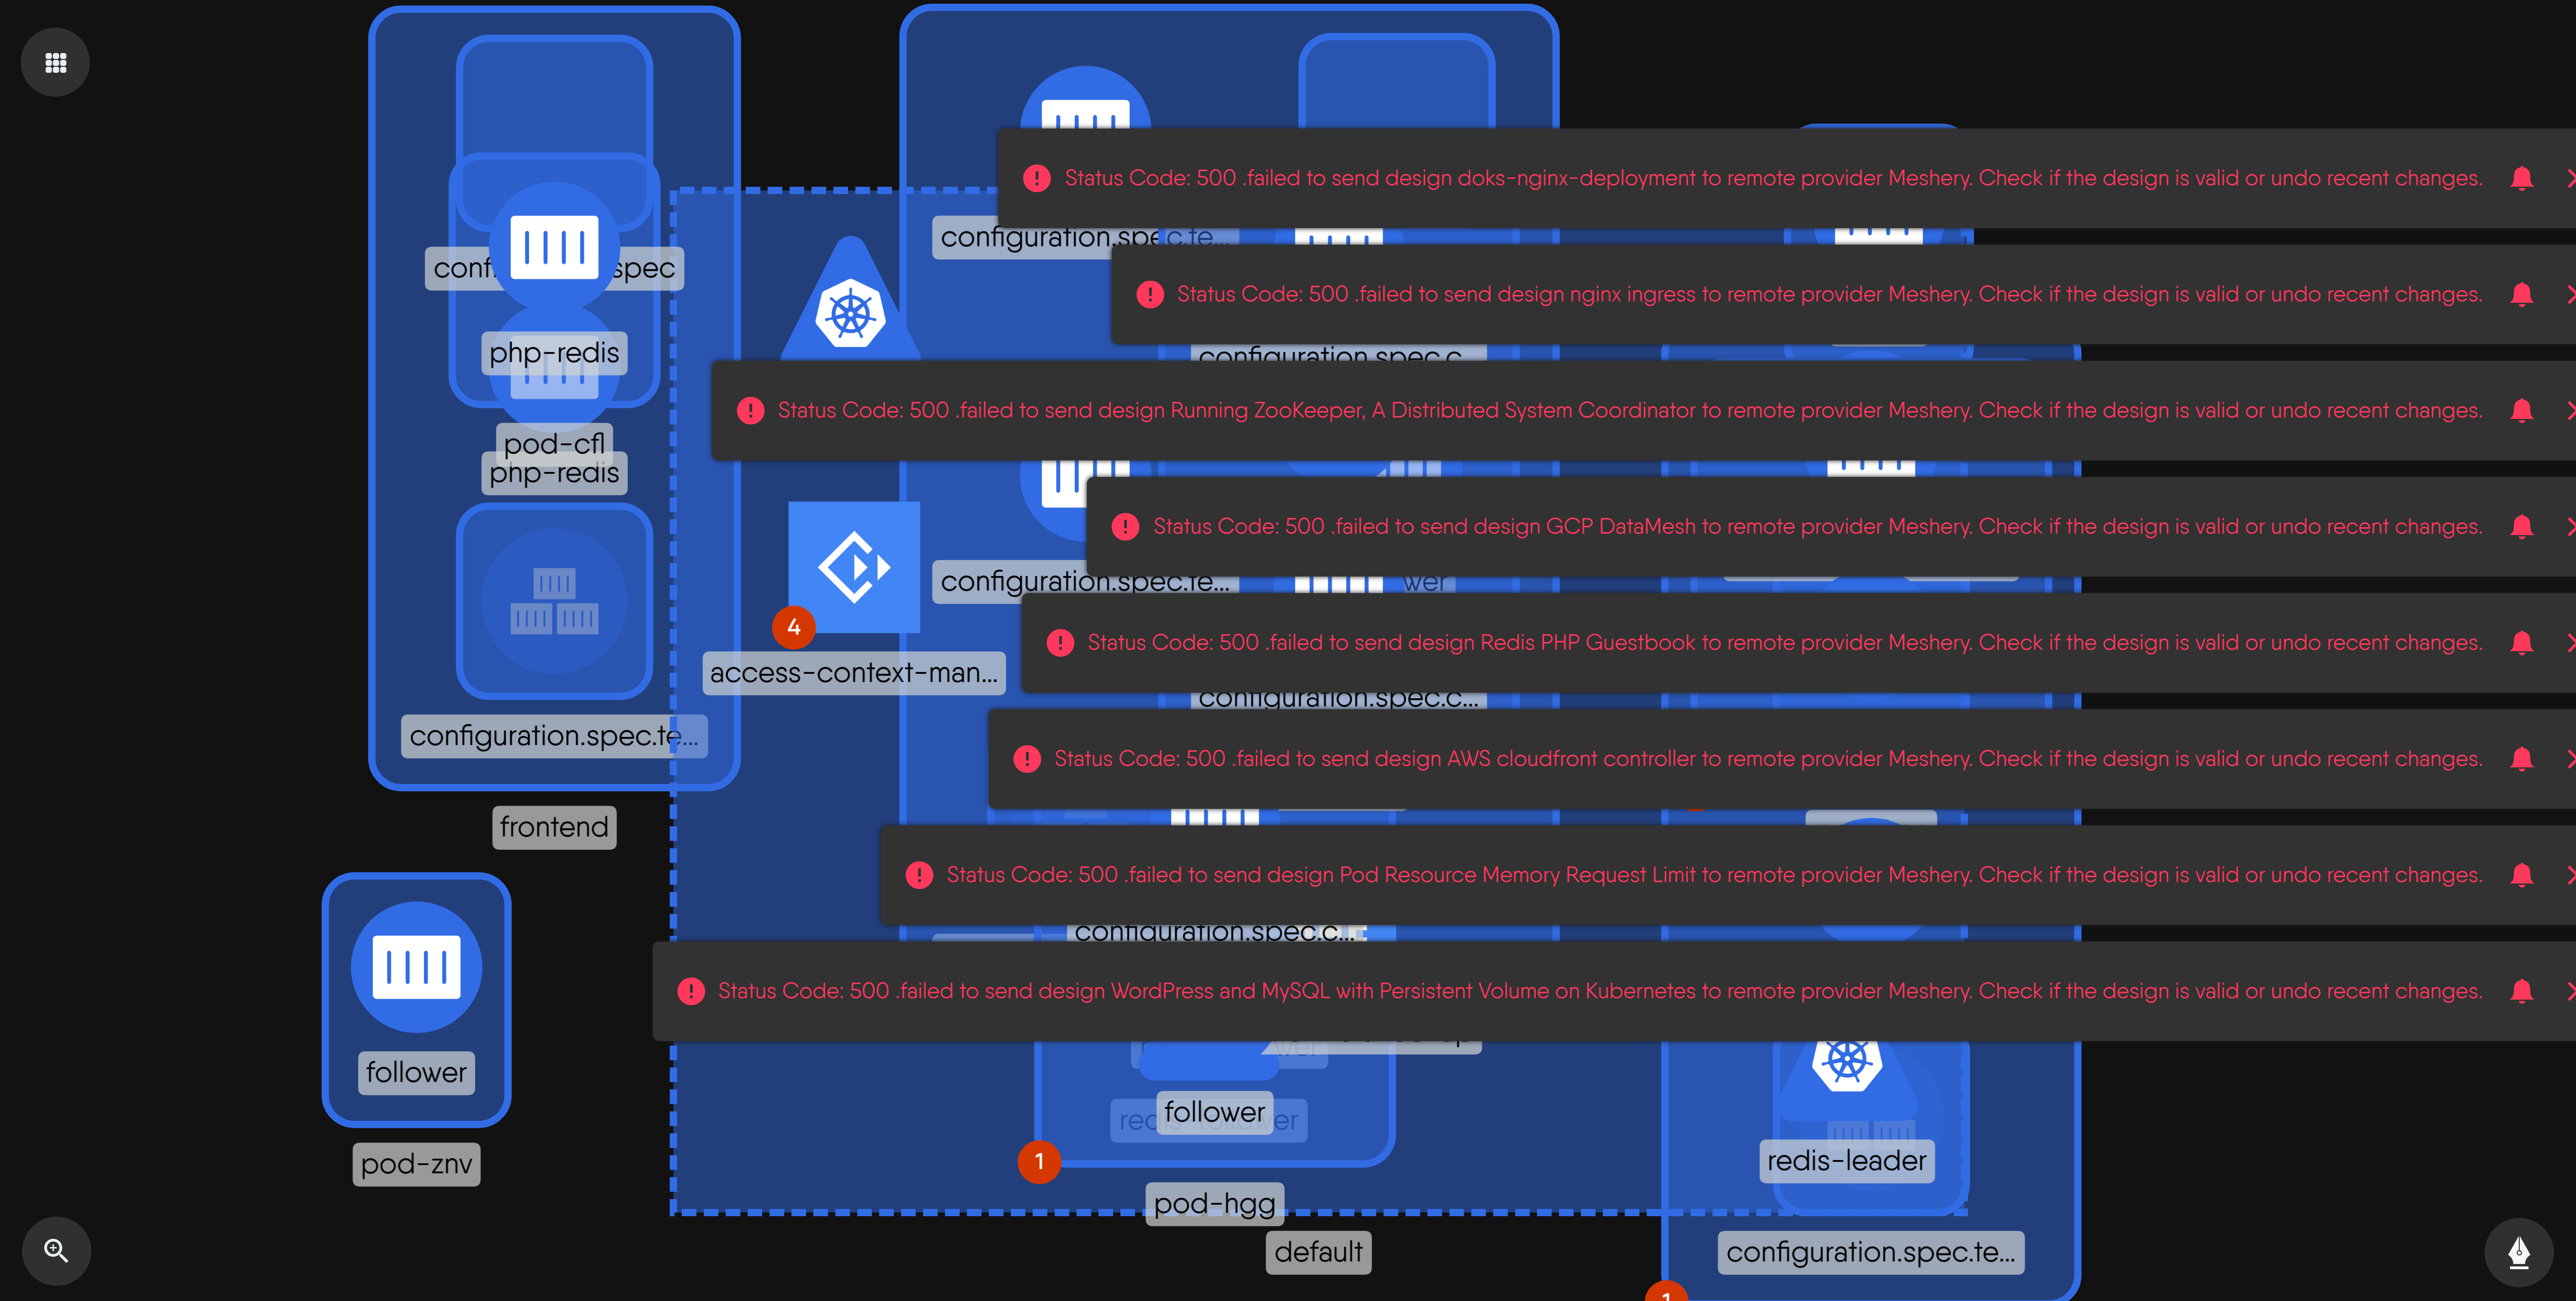 Status Code: 500 .failed to send design doks-nginx-deployment to remote provider Meshery. Check if the design is valid or undo recent changes.
configuration.spec.te...
spec
Status Code: 500 .failed to send design nginx ingress to remote provider Meshery. Check if the design is valid or undo recent changes.
php-redis
configuration.spec.c...
Status Code: 500 .failed to send design Running ZooKeeper, A Distributed System Coordinator to remote provider Meshery. Check if the design is valid or undo recent changes.
pod-cfl
php-redis
Status Code: 500 .failed to send design GCP DataMesh to remote provider Meshery. Check if the design is valid or undo recent changes.
configuration.spec.te...
wer
4
Status Code: 500 .failed to send design Redis PHP Guestbook to remote provider Meshery. Check if the design is valid or undo recent changes.
access-context-man...
configuration.spec.c...
configuration.spec.te...
Status Code: 500 .failed to send design AWS cloudfront controller to remote provider Meshery. Check if the design is valid or undo recent changes.
frontend
Status Code: 500 .failed to send design Pod Resource Memory Request Limit to remote provider Meshery. Check if the design is valid or undo recent changes.
configuration.spec.c...
Status Code: 500 .failed to send design WordPress and MySQL with Persistent Volume on Kubernetes to remote provider Meshery. Check if the design is valid or undo recent changes.
follower
follower
pod-znv
1
redis-leader
pod-hgg
default
configuration.spec.te...
1